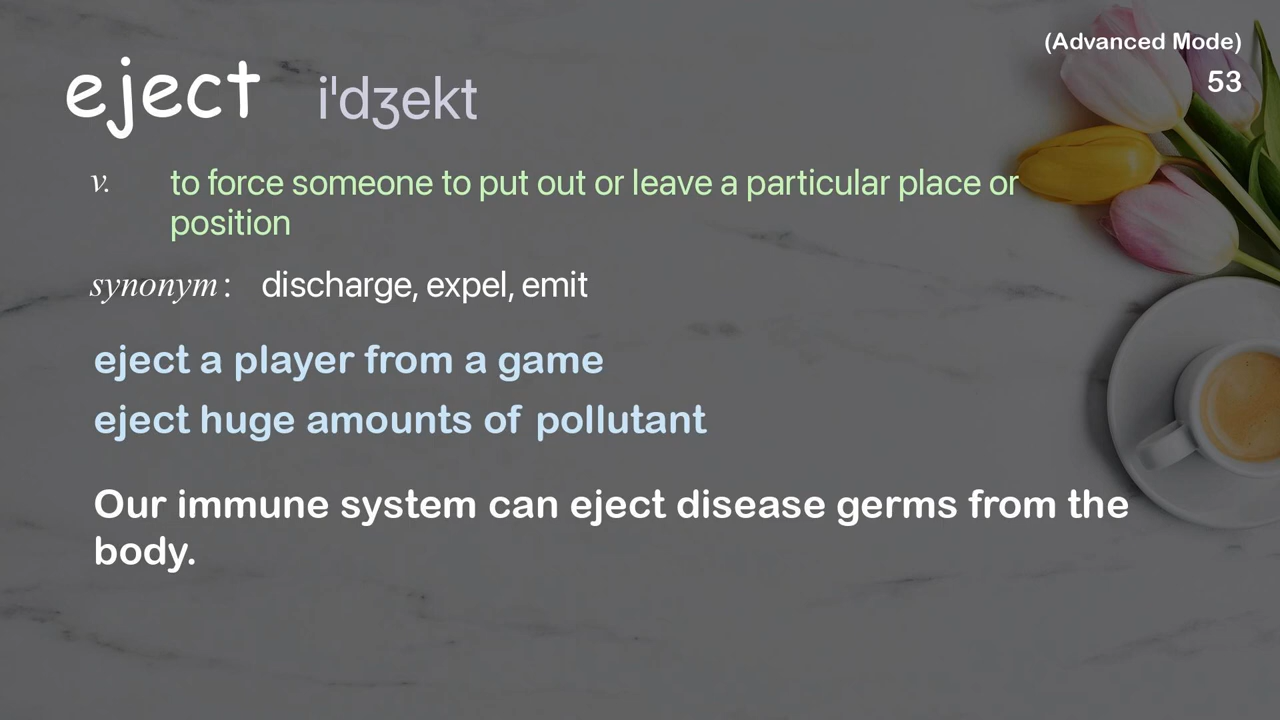 (Advanced Mode)
53
eject iˈdʒekt
v. to force someone to put out or leave a particular place or
position
synonym: discharge, expel, emit
eject a player from a game
eject huge amounts of pollutant
Our immune system can eject disease germs from the
body.